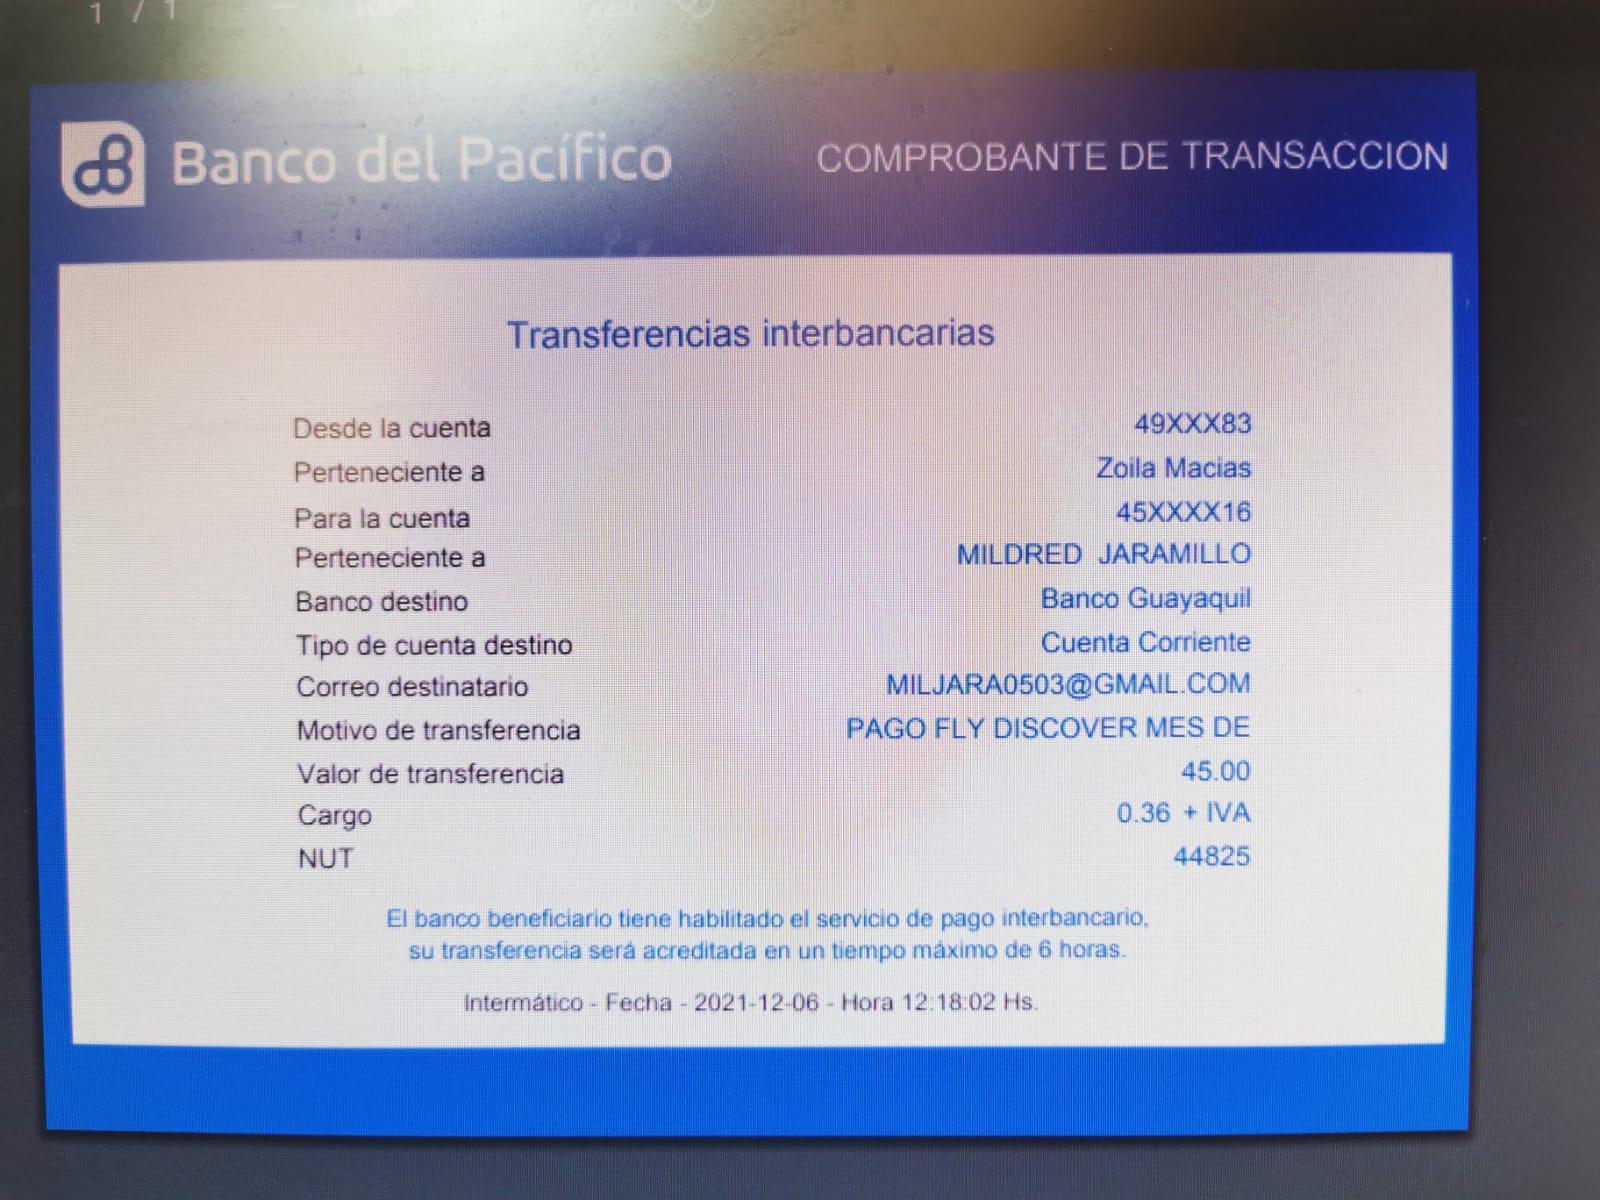 1 / 1
Banco del Pacífico
COMPROBANTE DE TRANSACCION
Transferencias interbancarias
Desde la cuenta 49XXX83
Perteneciente a Zoila Macias
Para la cuenta 45XXXX16
Perteneciente a MILDRED JARAMILLO
Banco destino Banco Guayaquil
Tipo de cuenta destino Cuenta Corriente
Correo destinatario MILJARA0503@GMAIL.COM
Motivo de transferencia PAGO FLY DISCOVER MES DE
Valor de transferencia 45.00
Cargo 0.36 + IVA
NUT 44825
El banco beneficiario tiene habilitado el servicio de pago interbancario,
su transferencia será acreditada en un tiempo máximo de 6 horas.
Intermático - Fecha - 2021-12-06 - Hora 12:18:02 Hs.